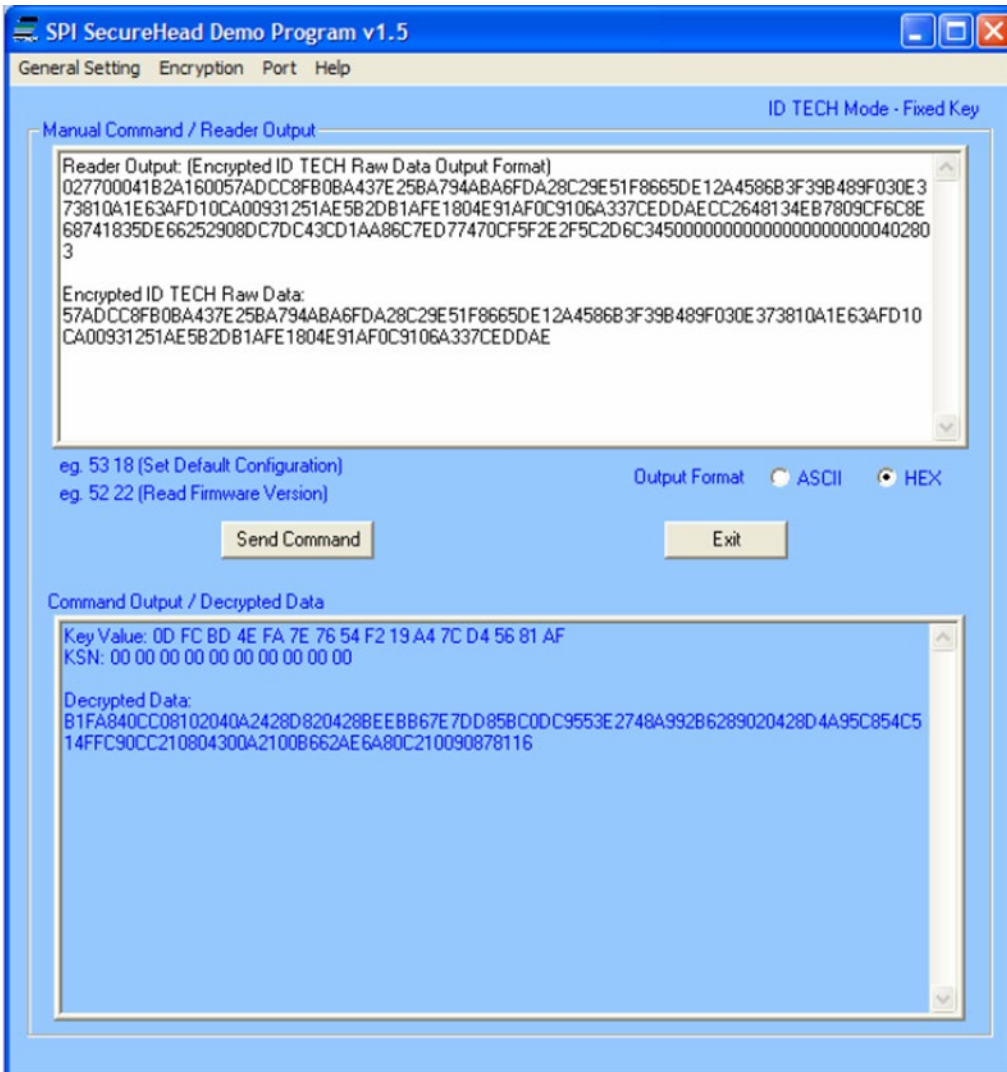 SPI SecureHead Demo Program v1.5
General Setting Encryption Port Help
ID TECH Mode - Fixed Key
Manual Command / Reader Output
Reader Output: (Encrypted ID TECH Raw Data Output Format)
027700041B2A160057ADCC8FB0BA437E25BA794ABA6FDA28C29E51F8665DE12A4586B3F39B489F030E3
73810A1E63AFD10CA00931251AE5B2DB1AFE1804E91AF0C9106A337CEDDAECC2648134EB7809CF6C8E
68741835DE66252908DC7DC43CD1AA86C7ED77470CF5F2E2F5C2D6C3450000000000000000000040280
3
Encrypted ID TECH Raw Data:
57ADCC8FB0BA437E25BA794ABA6FDA28C29E51F8665DE12A4586B3F39B489F030E373810A1E63AFD10
CA00931251AE5B2DB1AFE1804E91AF0C9106A337CEDDAE
eg. 53 18 (Set Default Configuration)
eg. 52 22 (Read Firmware Version)
Output Format ASCII HEX
Send Command Exit
Command Output / Decrypted Data
Key Value: 0D FC BD 4E FA 7E 76 54 F2 19 A4 7C D4 56 81 AF
KSN: 00 00 00 00 00 00 00 00 00 00
Decrypted Data:
B1FA840CC08102040A2428D820428BEEBB67E7DD85BC0DC9553E2748A992B6289020428D4A95C854C5
14FFC90CC210804300A2100B662AE6A80C210090878116